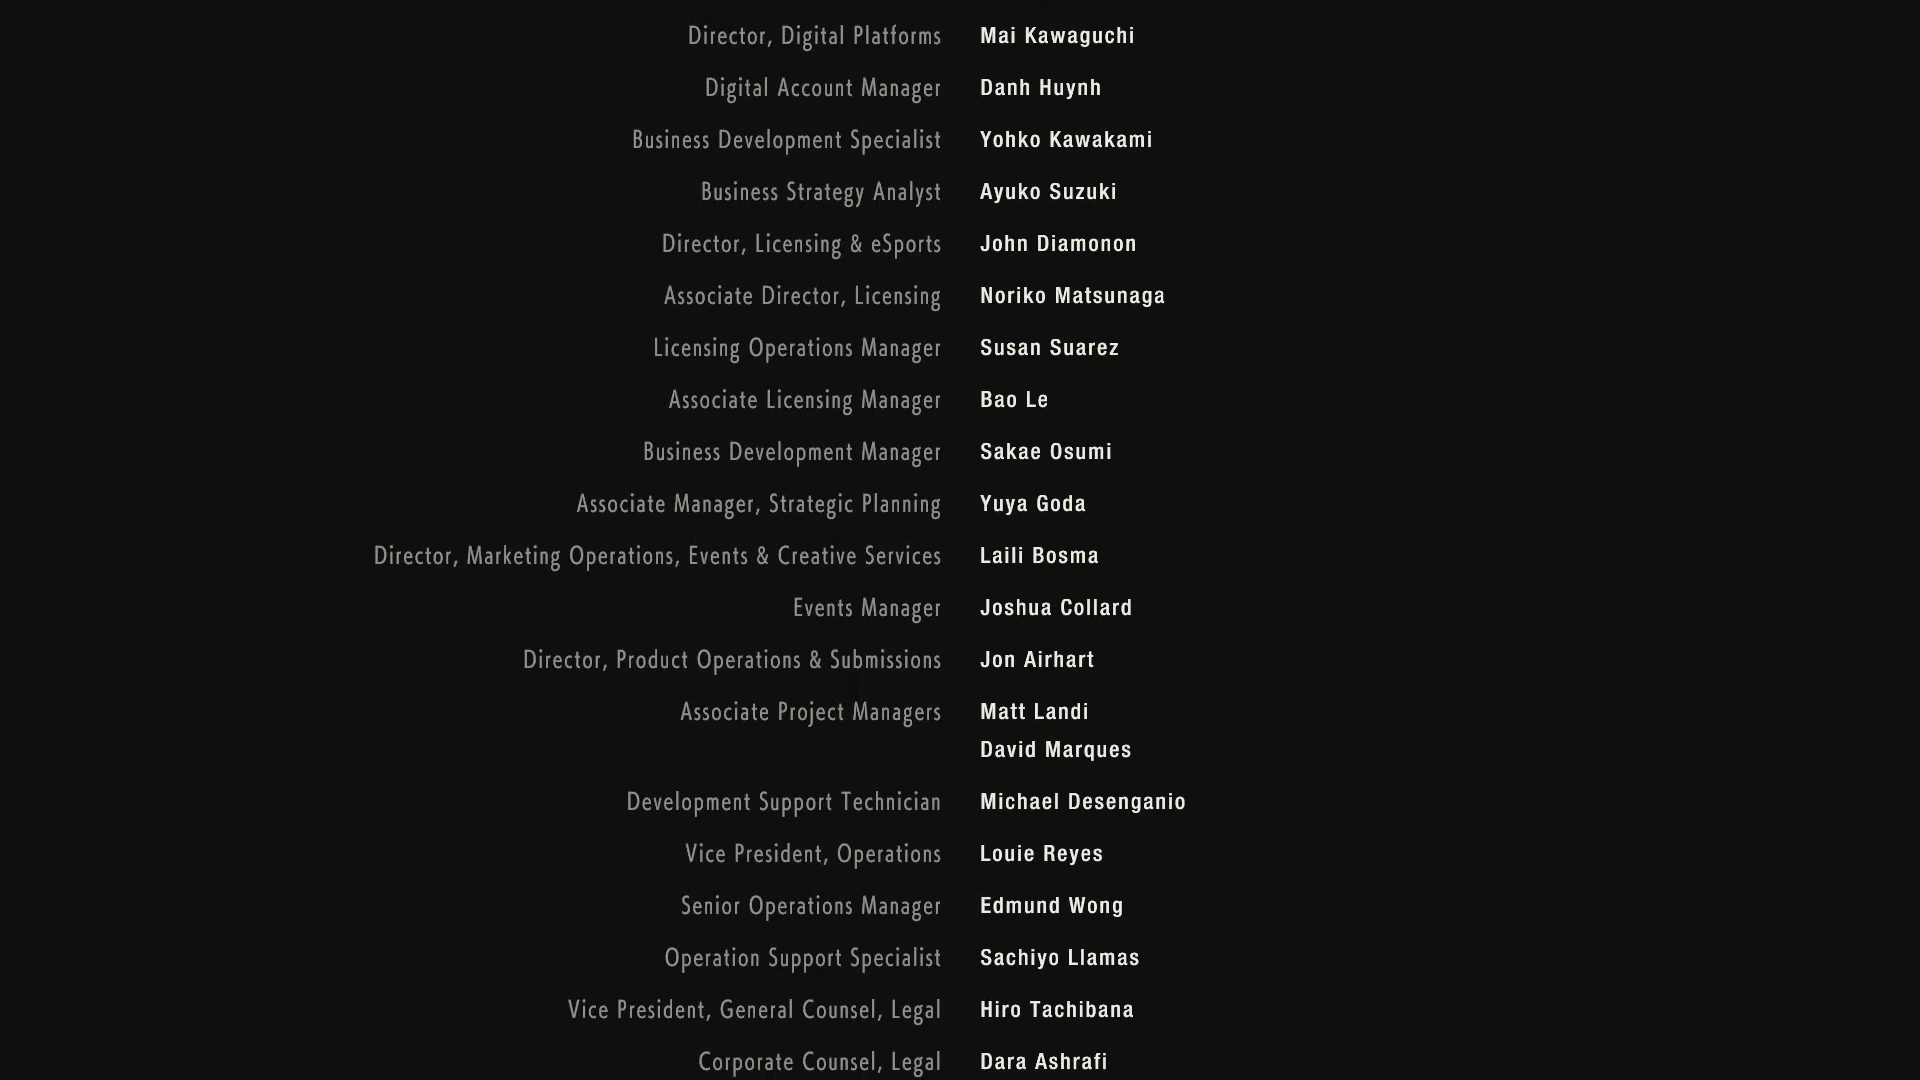 Director, Digital Platforms Mai Kawaguchi
Digital Account Manager Danh Huynh
Business Development Specialist Yohko Kawakami
Business Strategy Analyst Ayuko Suzuki
Director, Licensing & eSports John Diamonon
Associate Director, Licensing Noriko Matsunaga
Licensing Operations Manager Susan Suarez
Associate Licensing Manager Bao Le
Business Development Manager Sakae Osumi
Associate Manager, Strategic Planning Yuya Goda
Director, Marketing Operations, Events & Creative Services Laili Bosma
Events Manager Joshua Collard
Director, Product Operations & Submissions Jon Airhart
Associate Project Managers Matt Landi
David Marques
Development Support Technician Michael Desenganio
Vice President, Operations Louie Reyes
Senior Operations Manager Edmund Wong
Operation Support Specialist Sachiyo Llamas
Vice President, General Counsel, Legal Hiro Tachibana
Corporate Counsel, Legal Dara Ashrafi